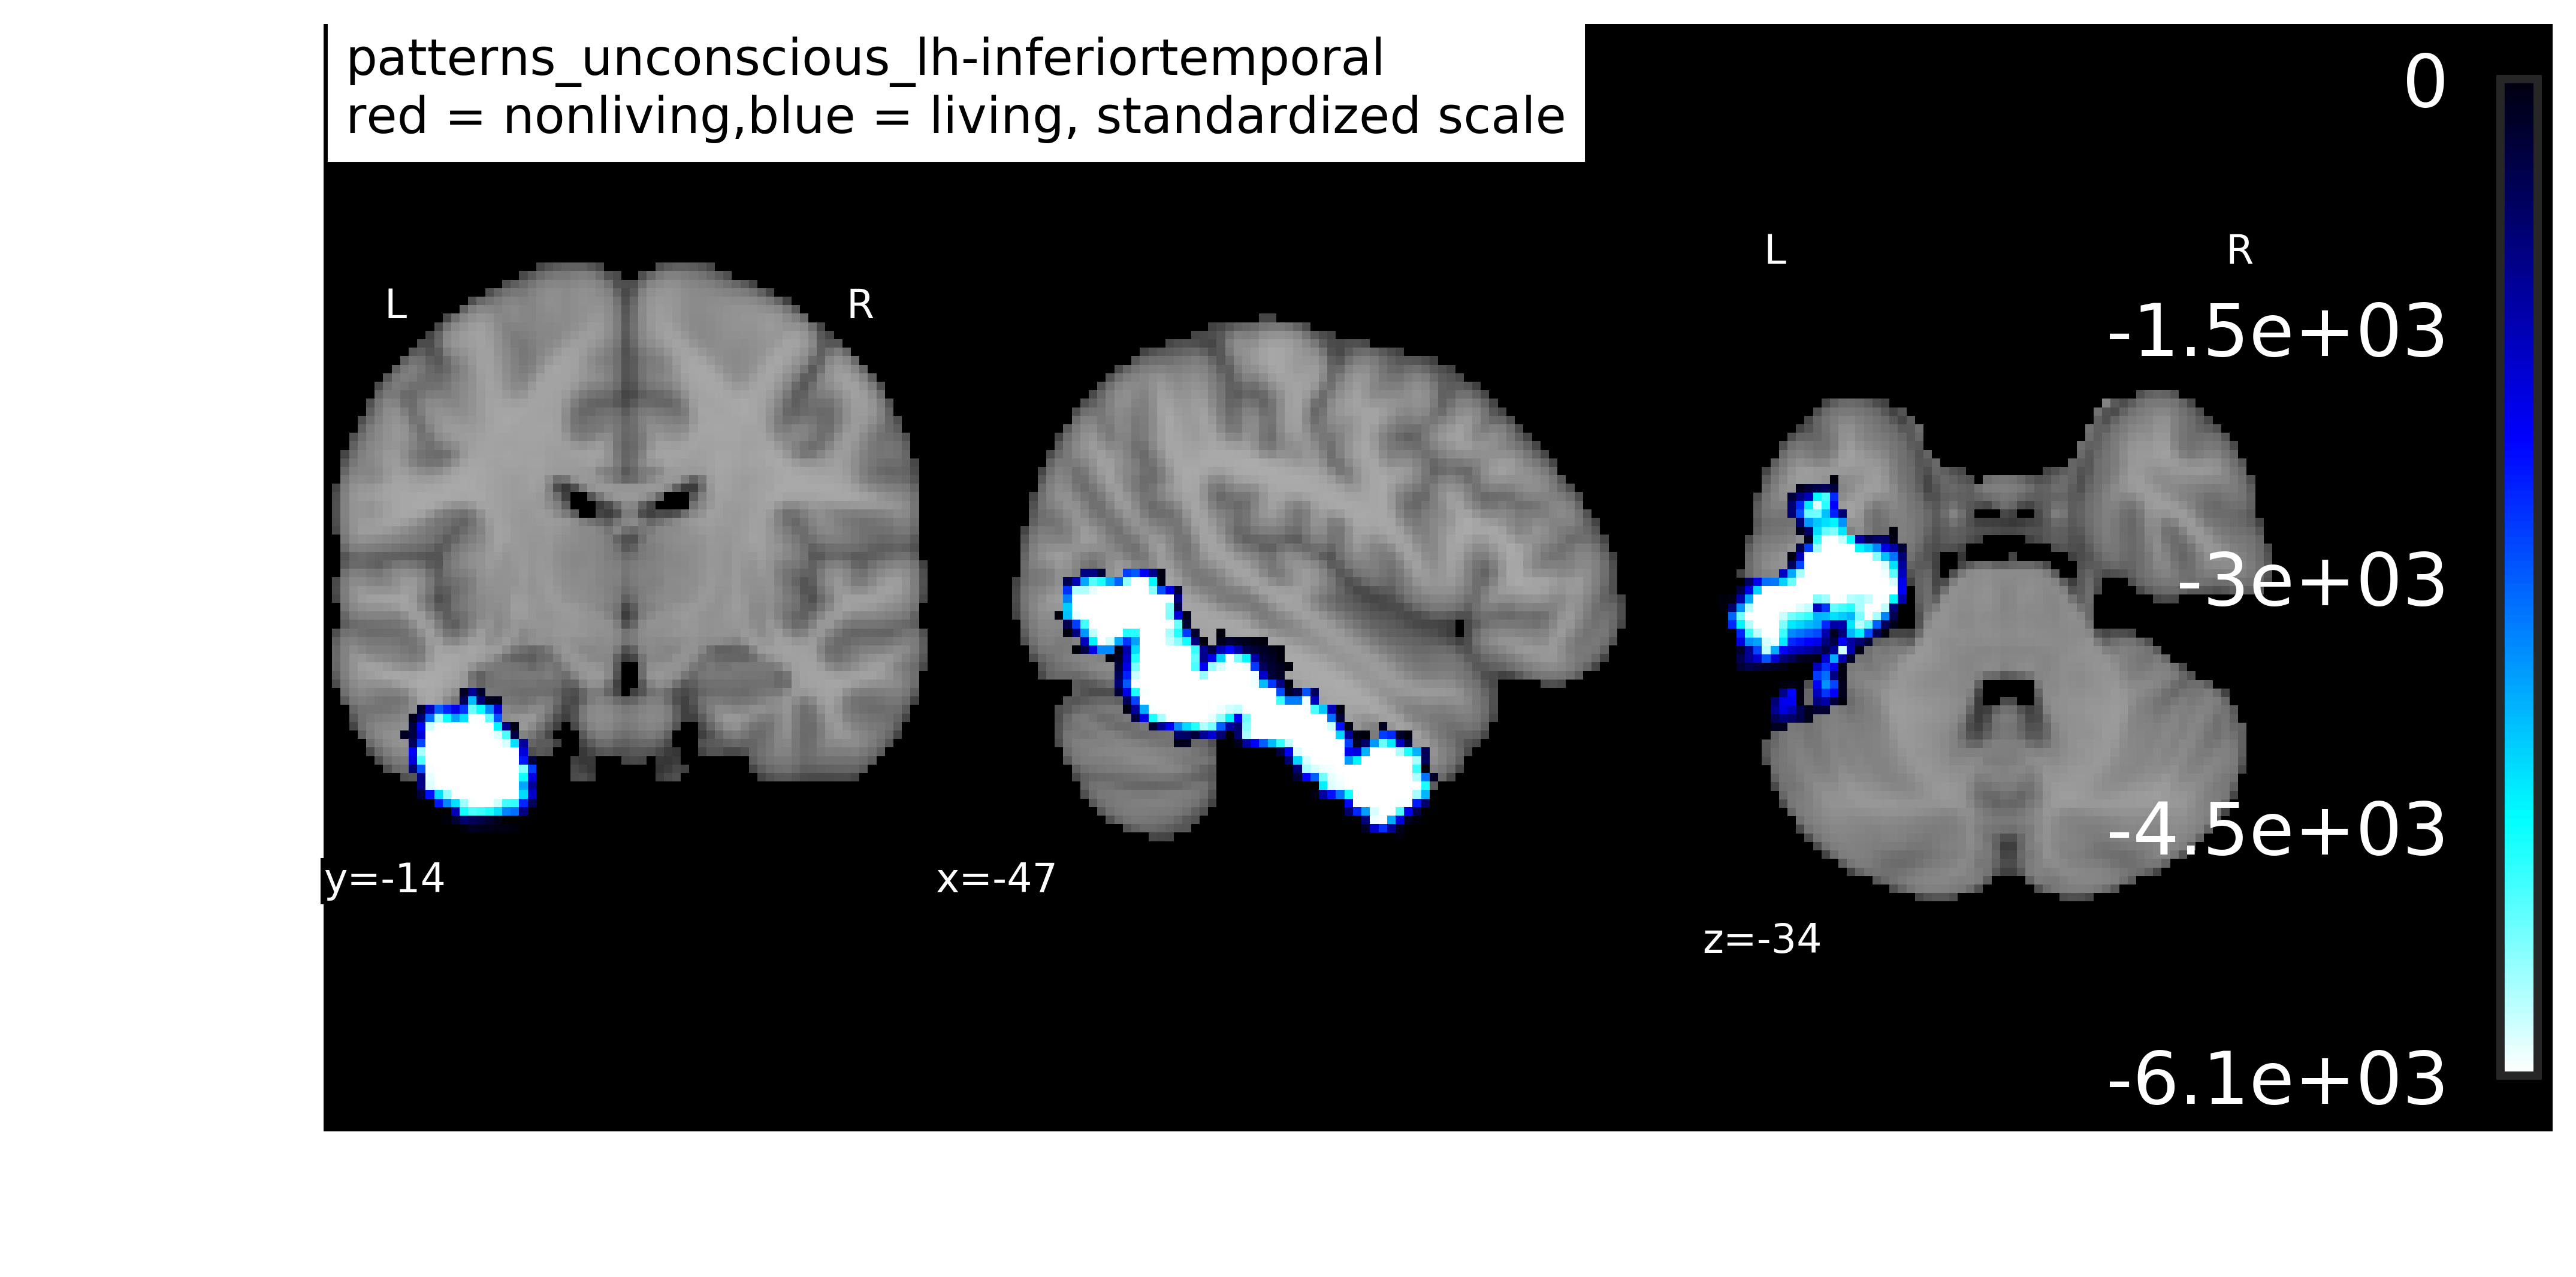 patterns_unconscious_lh-inferiortemporal
red = nonliving,blue = living, standardized scale
0
-1.5e+03
-3e+03
-4.5e+03
-6.1e+03
L
R
L
R
y=-14
x=-47
z=-34